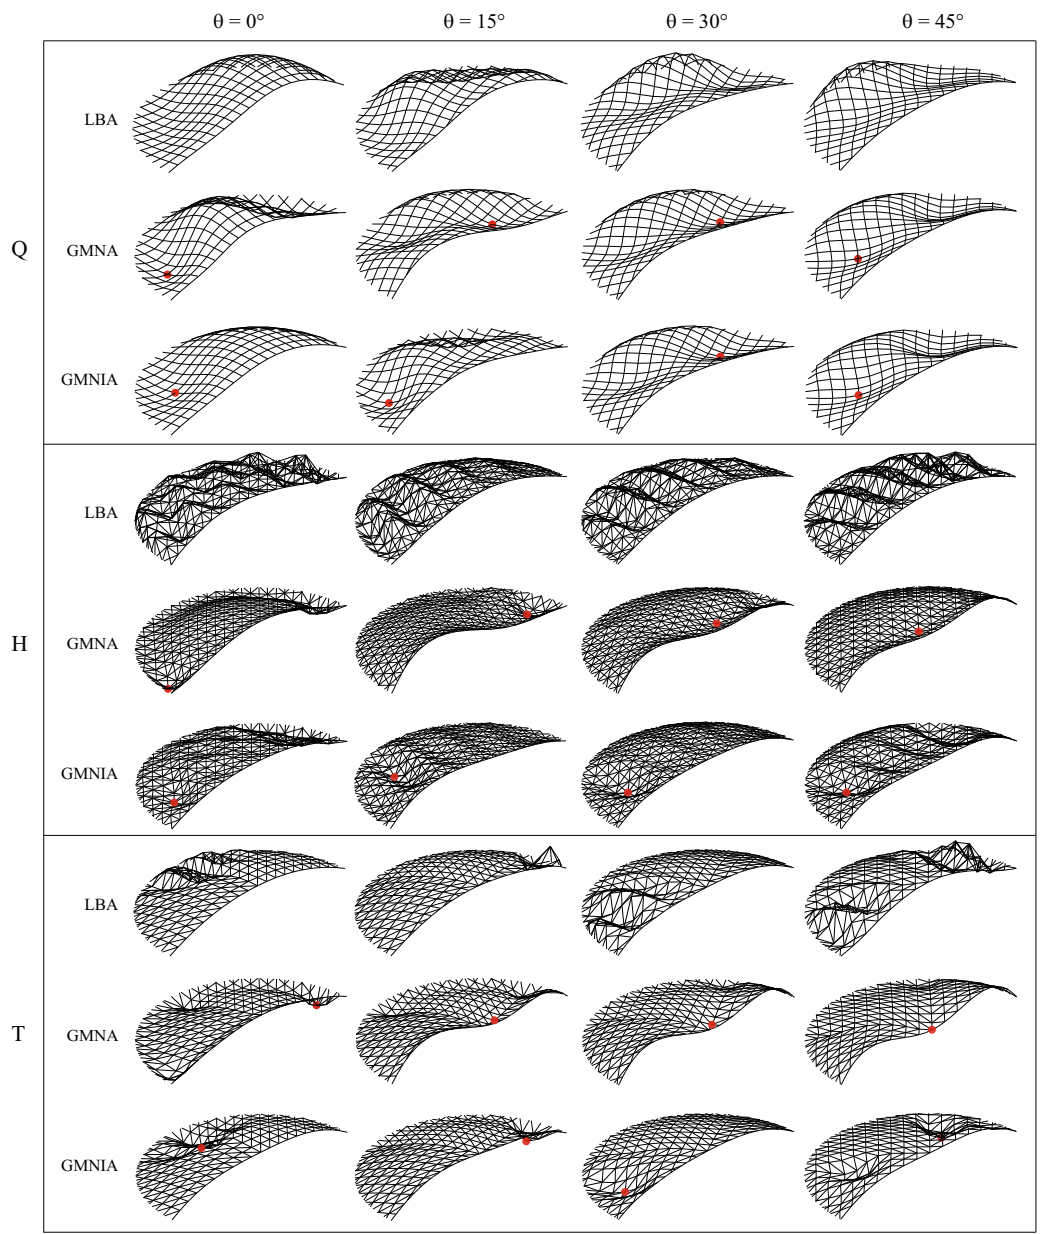 θ = 0° θ = 15° θ = 30° θ = 45°
LBA
Q GMNA
GMNIA
LBA
H GMNA
GMNIA
LBA
T GMNA
GMNIA